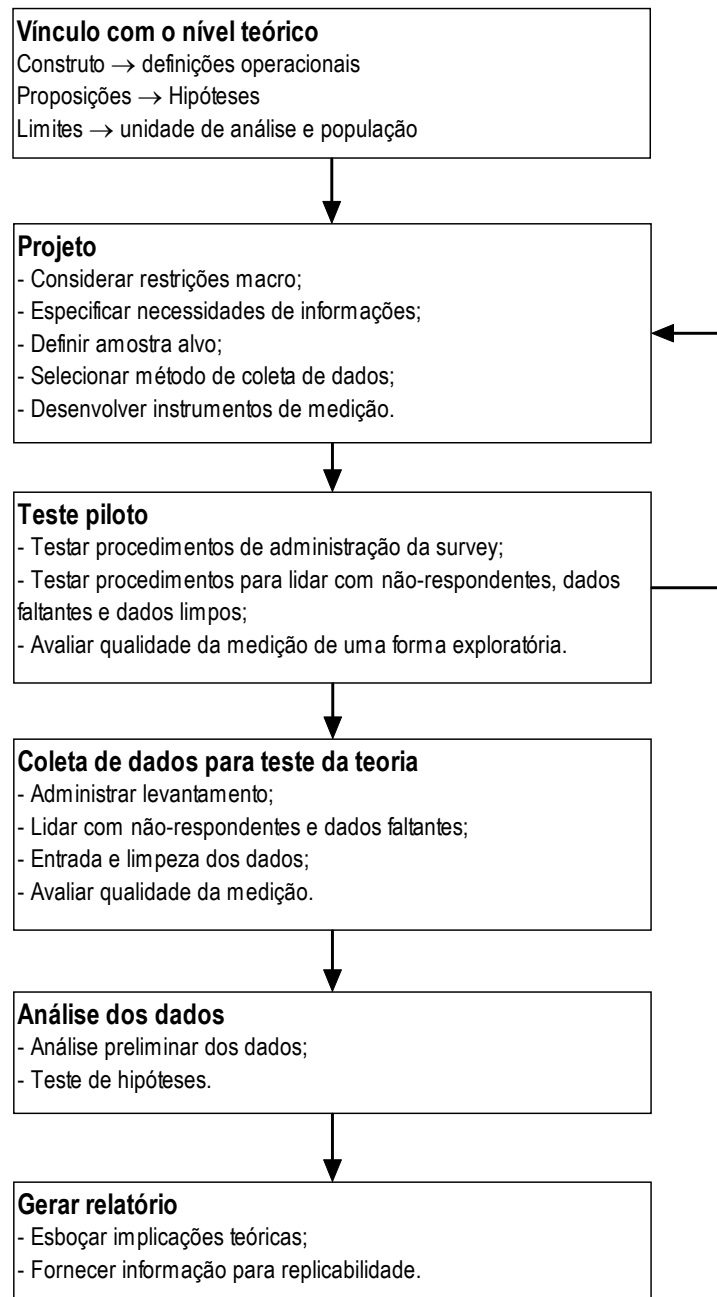 Vínculo com o nível teórico
Construto → definições operacionais
Proposições → Hipóteses
Limites → unidade de análise e população
Projeto
- Considerar restrições macro;
- Especificar necessidades de informações;
- Definir amostra alvo;
- Selecionar método de coleta de dados;
- Desenvolver instrumentos de medição.
Teste piloto
- Testar procedimentos de administração da survey;
- Testar procedimentos para lidar com não-respondentes, dados
faltantes e dados limpos;
- Avaliar qualidade da medição de uma forma exploratória.
Coleta de dados para teste da teoria
- Administrar levantamento;
- Lidar com não-respondentes e dados faltantes;
- Entrada e limpeza dos dados;
- Avaliar qualidade da medição.
Análise dos dados
- Análise preliminar dos dados;
- Teste de hipóteses.
Gerar relatório
- Esboçar implicações teóricas;
- Fornecer informação para replicabilidade.